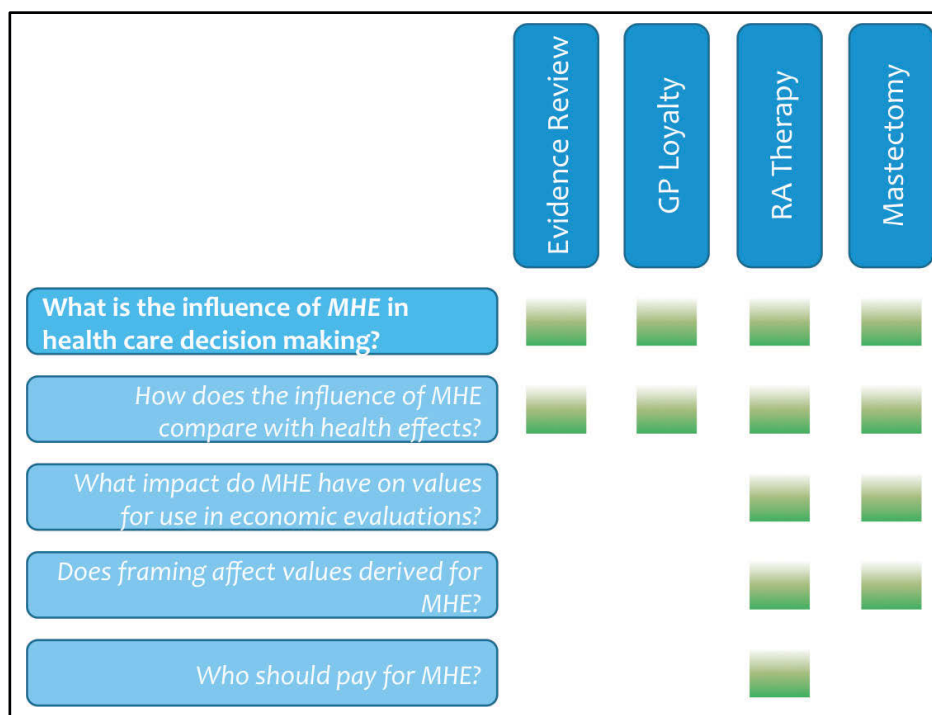 Evidence Review
GP Loyalty
RA Therapy
Mastectomy
What is the influence of MHE in
health care decision making?
How does the influence of MHE
compare with health effects?
What impact do MHE have on values
for use in economic evaluations?
Does framing affect values derived for
MHE?
Who should pay for MHE?